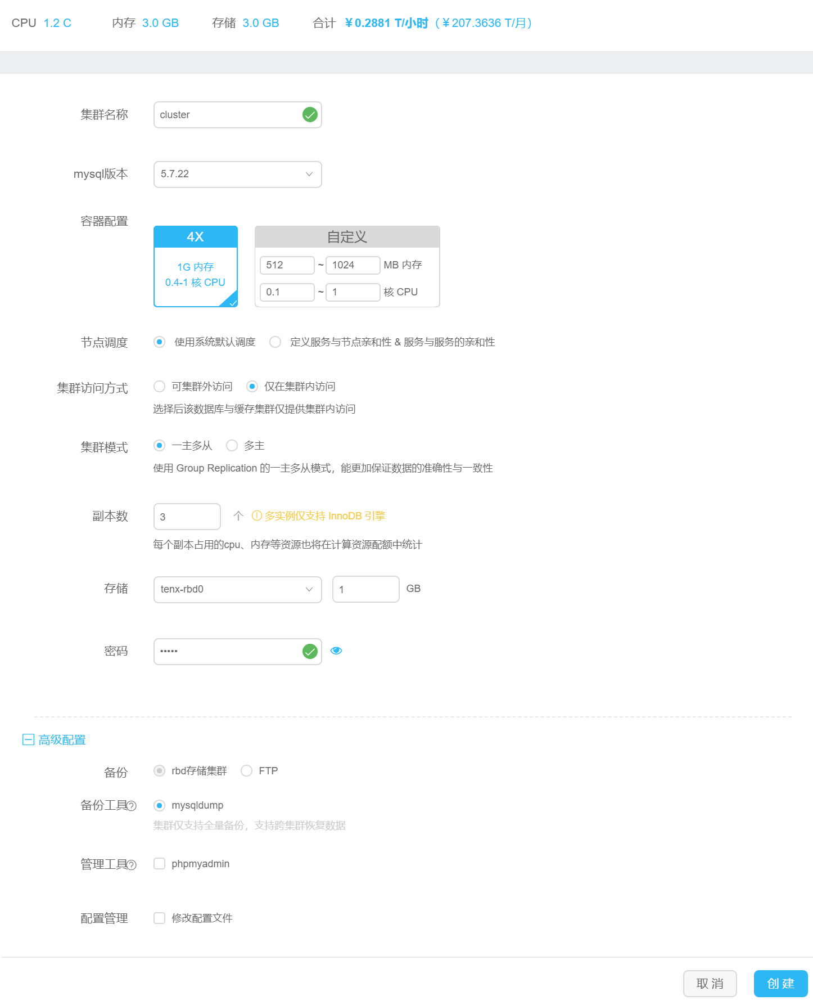 CPU 1.2 C 内存 3.0 GB 存储 3.0 GB 合计 ¥0.2881 T/小时（¥207.3636 T/月）
集群名称 cluster
mysql版本 5.7.22
容器配置
4X 自定义
1G 内存
0.4-1 核 CPU
512 ~ 1024 MB 内存
0.1 ~ 1 核 CPU
节点调度 使用系统默认调度 定义服务与节点亲和性 & 服务与服务的亲和性
集群访问方式 可集群外访问 仅在集群内访问
选择后该数据库与缓存集群仅提供集群内访问
集群模式 一主多从 多主
使用 Group Replication 的一主多从模式，能更加保证数据的准确性与一致性
副本数 3 个 多实例仅支持 InnoDB 引擎
每个副本占用的cpu、内存等资源也将在计算资源配额中统计
存储 tenx-rbd0 1 GB
密码 •••••
高级配置
备份 rbd存储集群 FTP
备份工具 mysqldump
集群仅支持全量备份，支持跨集群恢复数据
管理工具 phpmyadmin
配置管理 修改配置文件
取 消 创 建